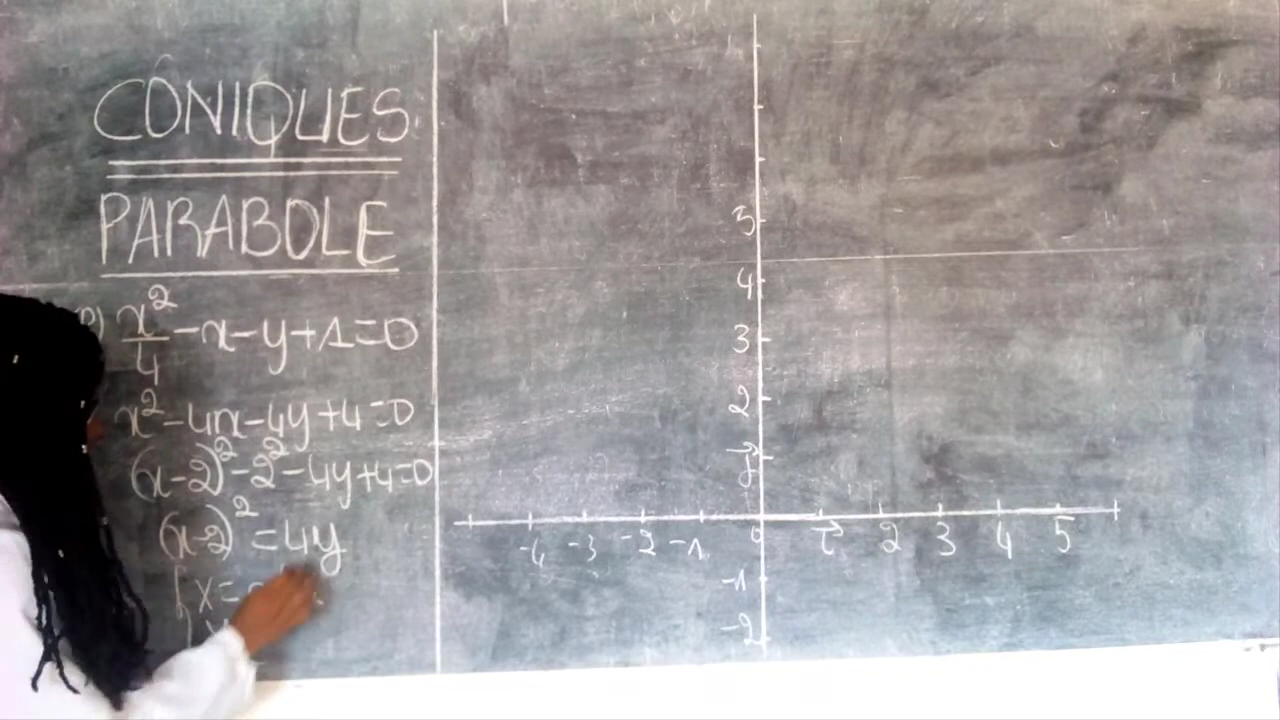 CONIQUES
PARABOLE
P) x²/4 - x - y + 1 = 0
x² - 4x - 4y + 4 = 0
(x-2)² - 2² - 4y + 4 = 0
(x-2)² = 4y
{ X =
5
4
3
2
j
-4 -3 -2 -1 0 i 2 3 4 5
-1
-2